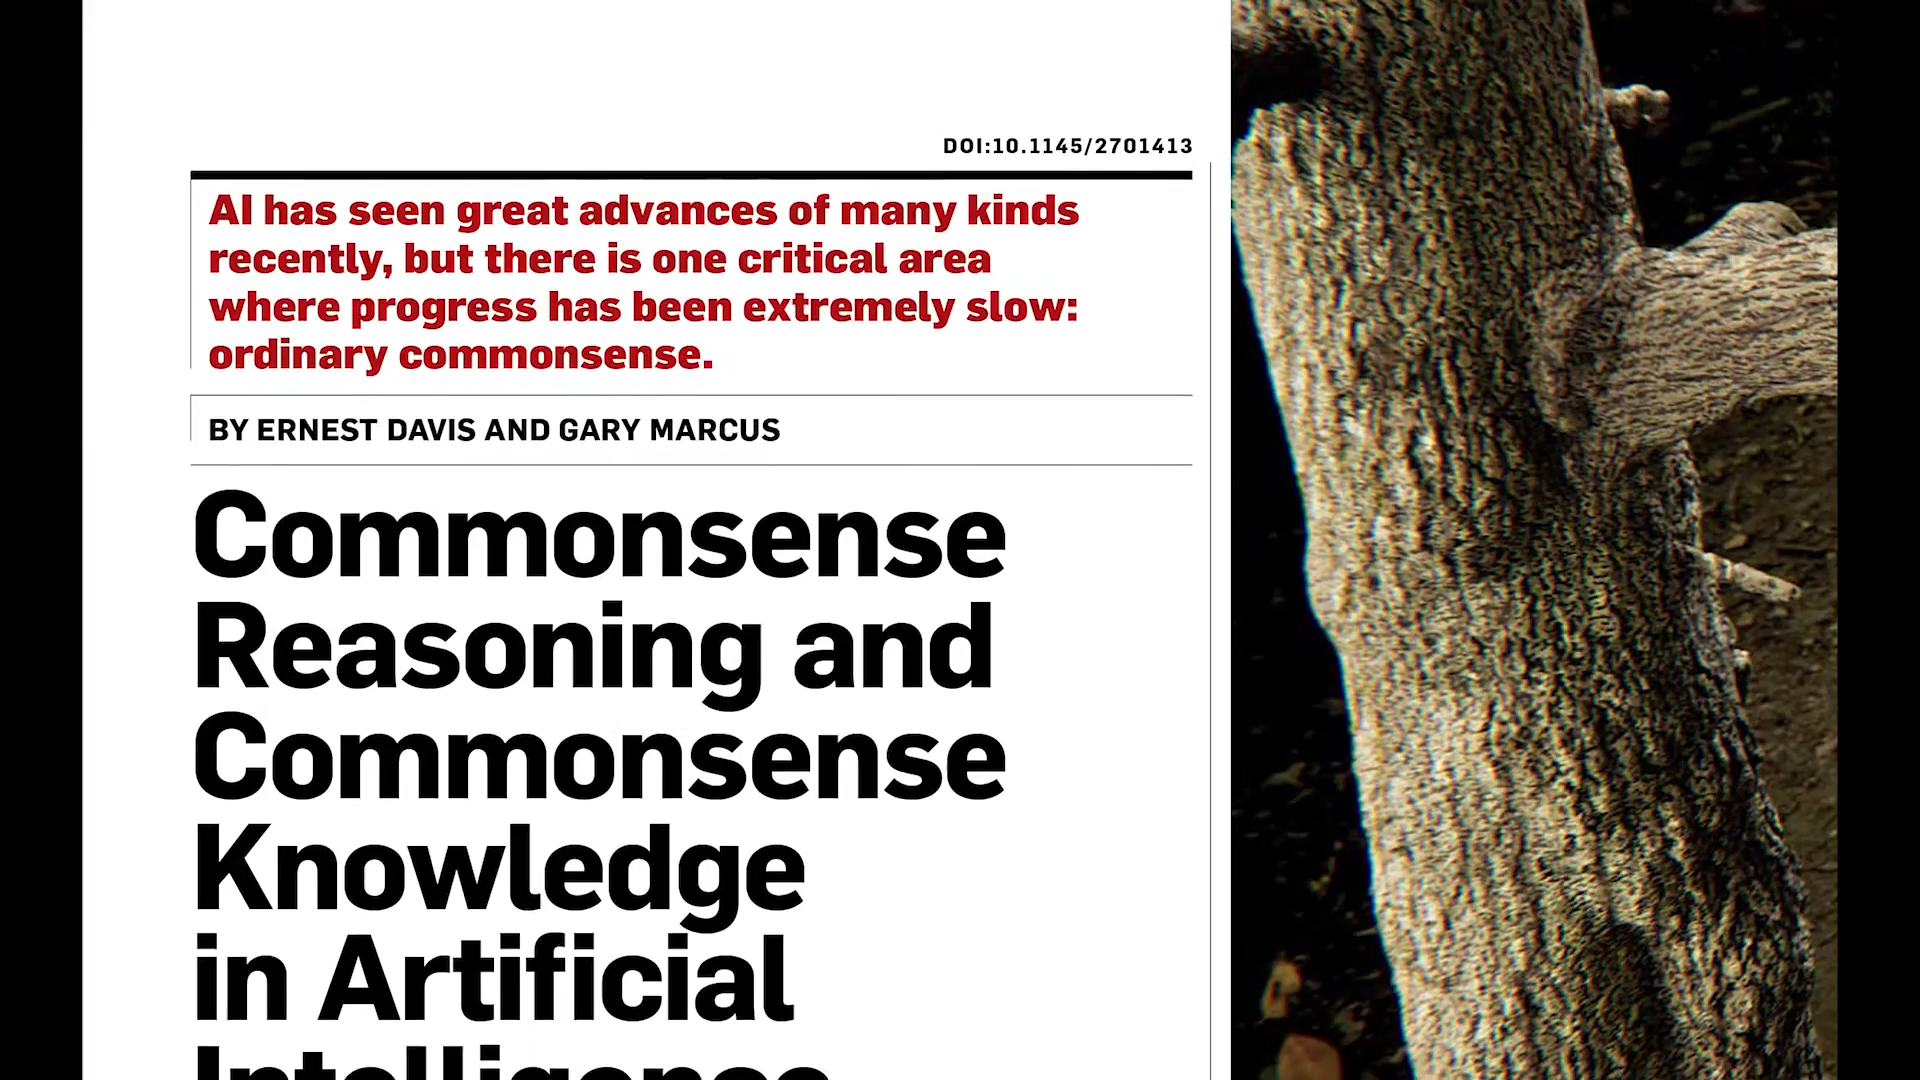 DOI:10.1145/2701413
AI has seen great advances of many kinds
recently, but there is one critical area
where progress has been extremely slow:
ordinary commonsense.
BY ERNEST DAVIS AND GARY MARCUS
Commonsense
Reasoning and
Commonsense
Knowledge
in Artificial
Intelligence